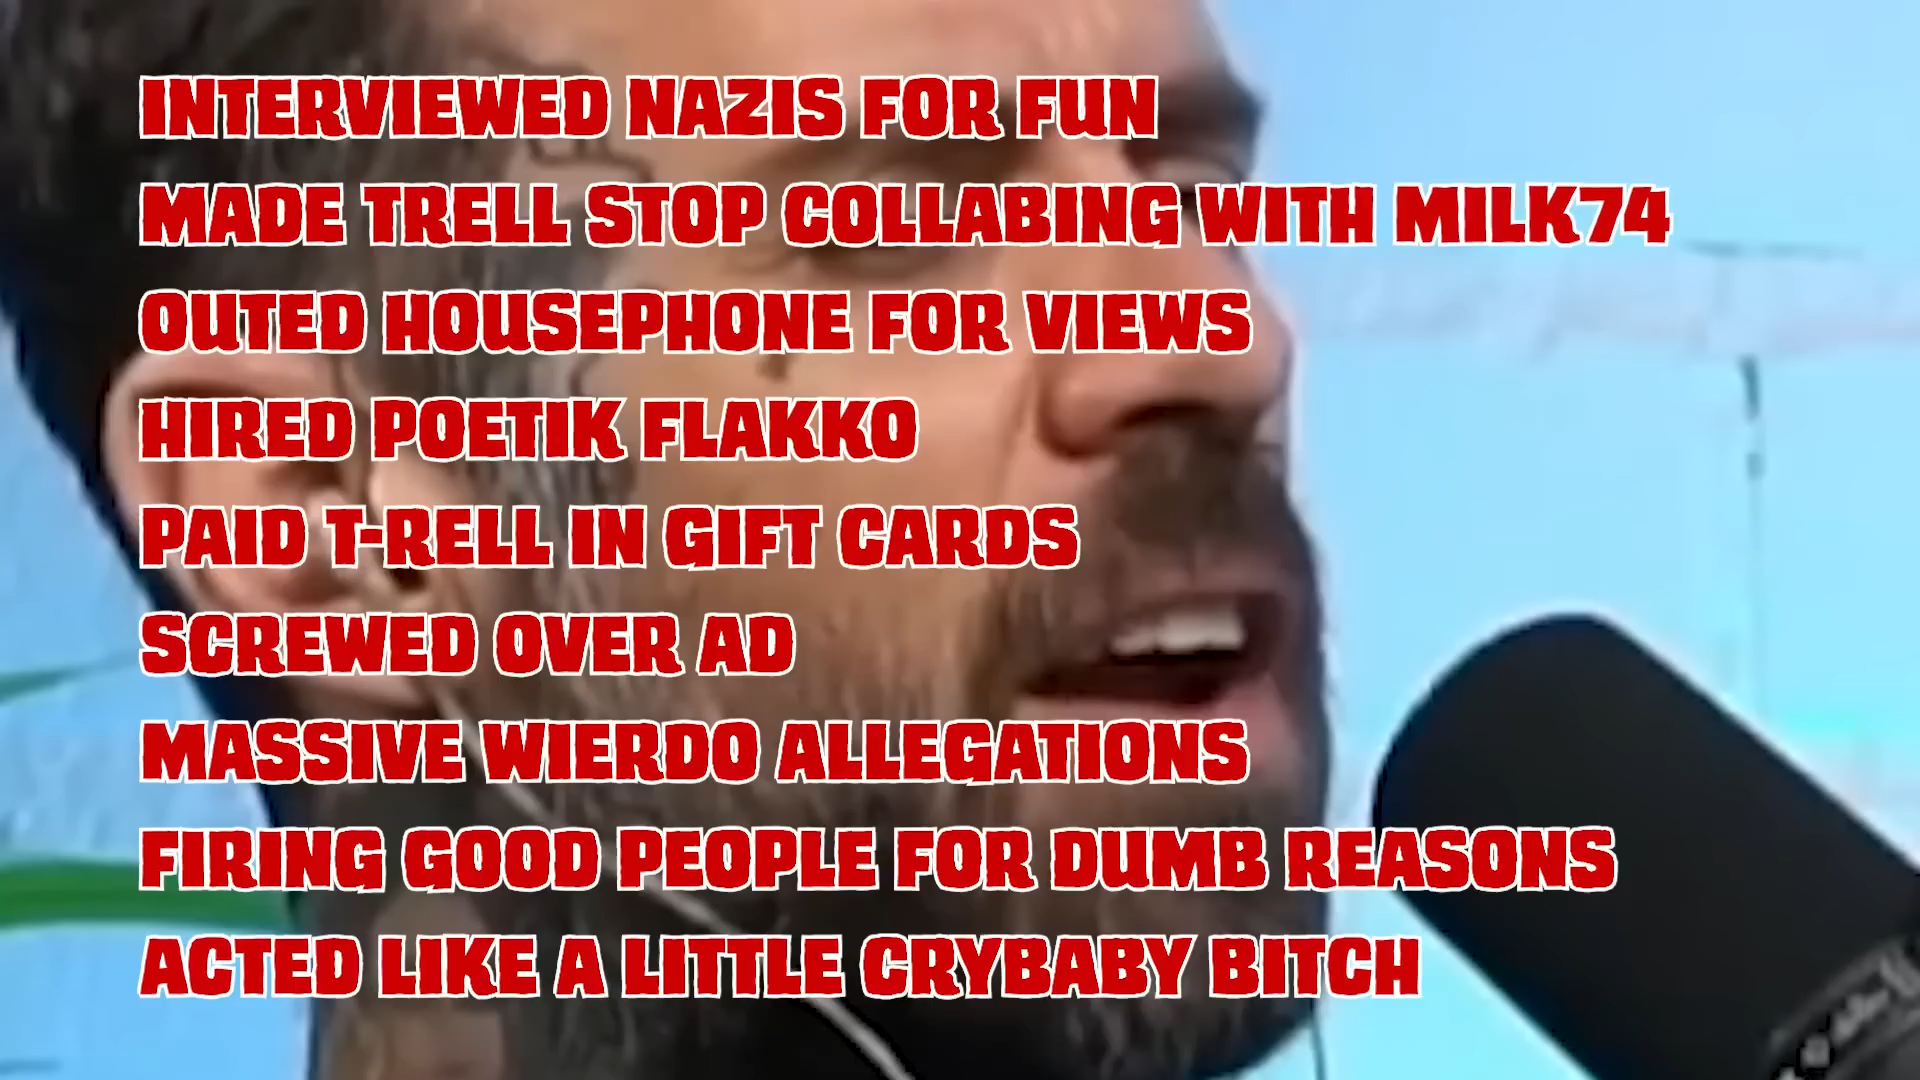 INTERVIEWED NAZIS FOR FUN
MADE TRELL STOP COLLABING WITH MILK74
OUTED HOUSEPHONE FOR VIEWS
HIRED POETIK FLAKKO
PAID T-RELL IN GIFT CARDS
SCREWED OVER AD
MASSIVE WIERDO ALLEGATIONS
FIRING GOOD PEOPLE FOR DUMB REASONS
ACTED LIKE A LITTLE CRYBABY BITCH